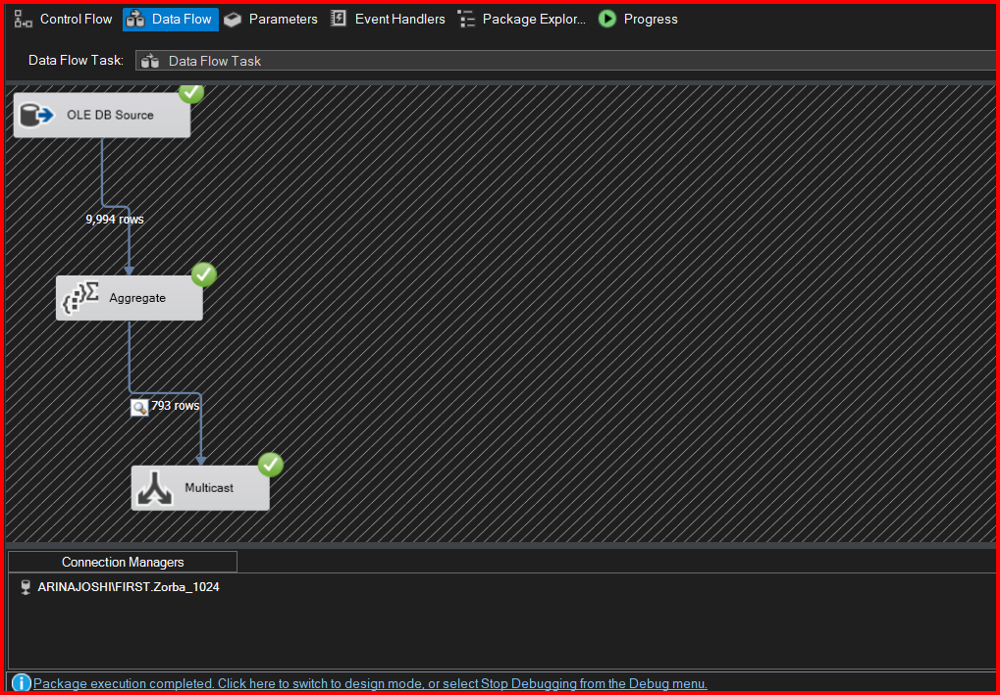 Control Flow Data Flow Parameters Event Handlers Package Explor... Progress
Data Flow Task: Data Flow Task
OLE DB Source
9,994 rows
Aggregate
793 rows
Multicast
Connection Managers
ARINAJOSHI\FIRST.Zorba_1024
Package execution completed. Click here to switch to design mode, or select Stop Debugging from the Debug menu.